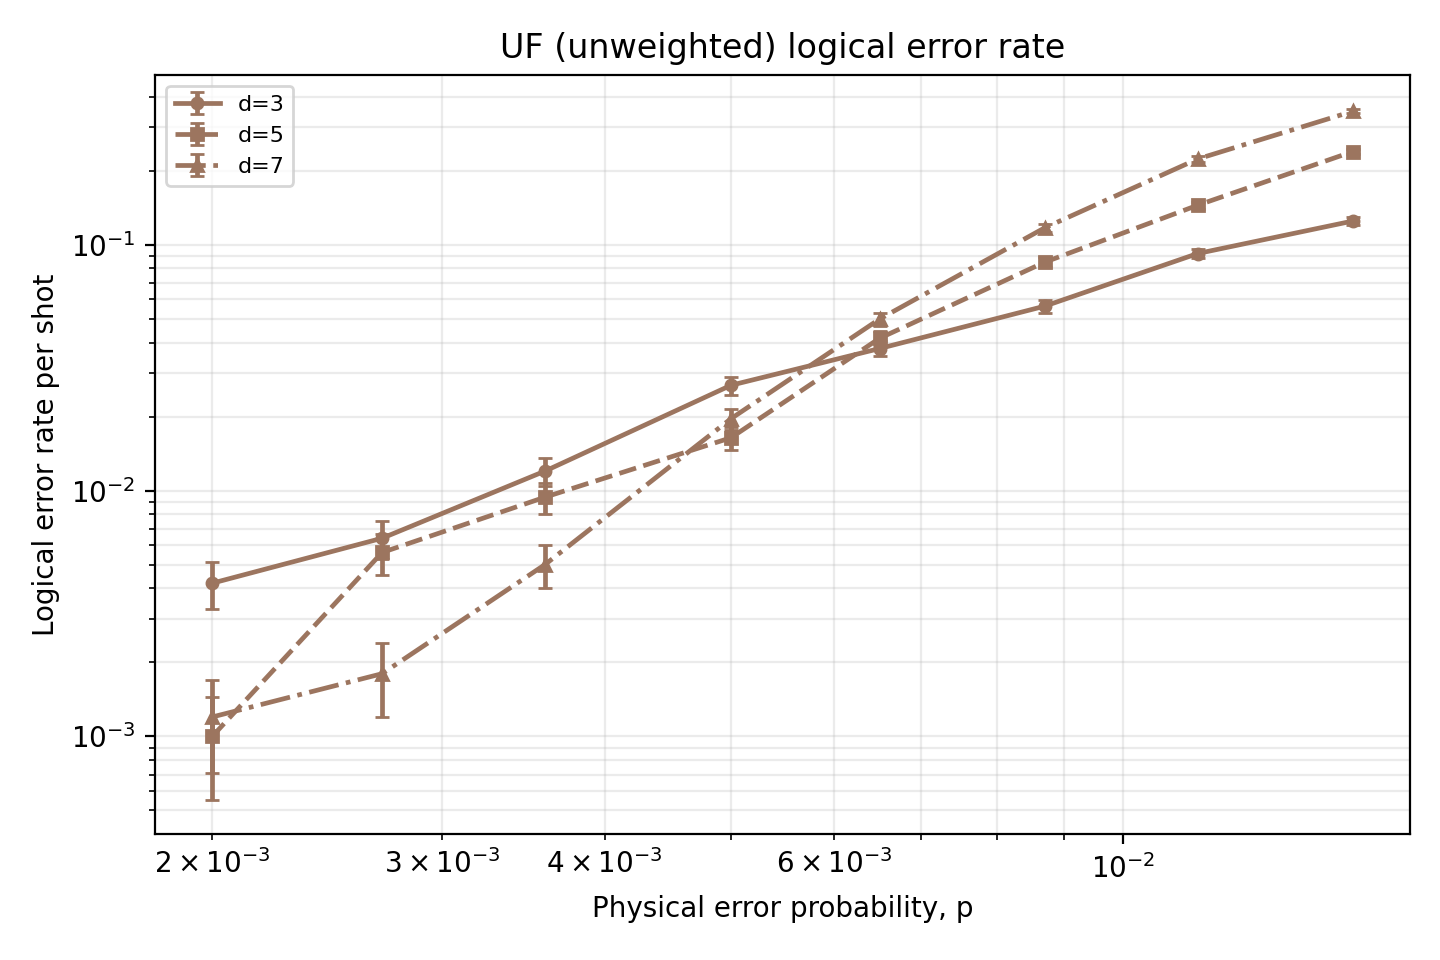 UF (unweighted) logical error rate
d=3
d=5
d=7
Logical error rate per shot
10⁻¹
10⁻²
10⁻³
2 × 10⁻³
3 × 10⁻³
4 × 10⁻³
6 × 10⁻³
10⁻²
Physical error probability, p